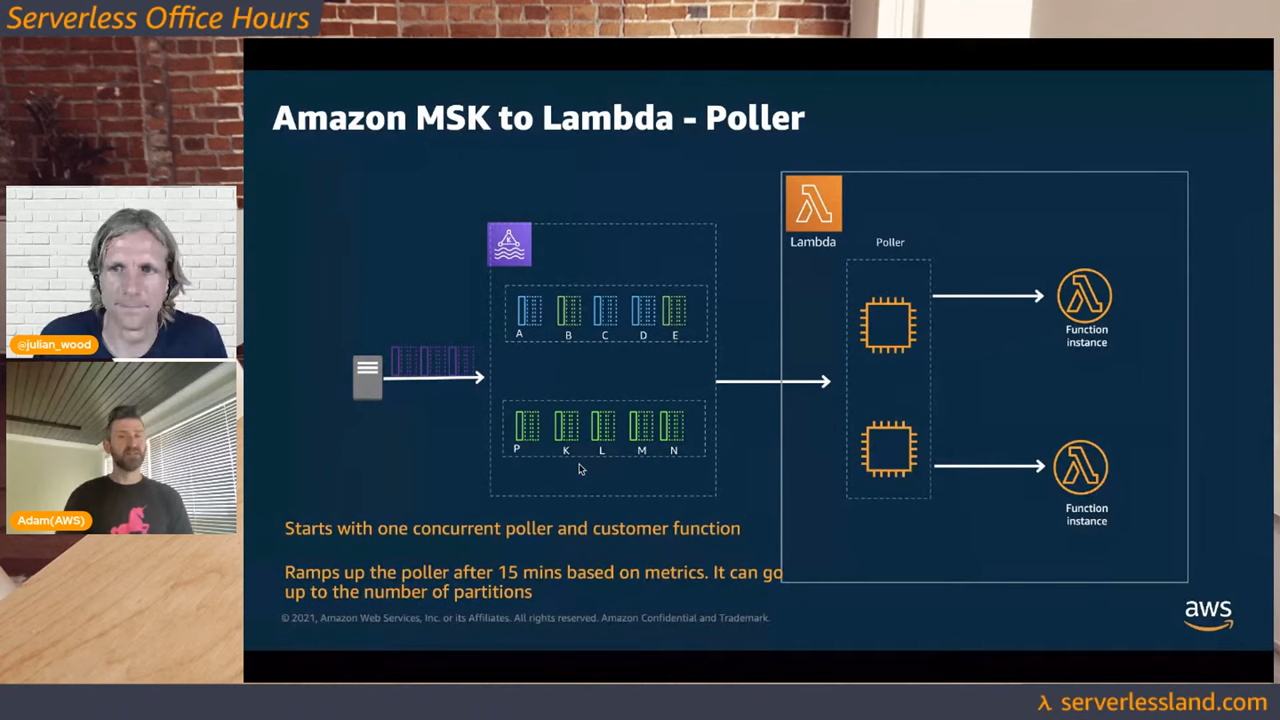 Serverless Office Hours
Amazon MSK to Lambda - Poller
Lambda
Poller
A B C D E
Function
instance
P K L M N
Function
instance
@julian_wood
Adam(AWS)
Starts with one concurrent poller and customer function
Ramps up the poller after 15 mins based on metrics. It can go
up to the number of partitions
© 2021, Amazon Web Services, Inc. or its Affiliates. All rights reserved. Amazon Confidential and Trademark.
aws
λ serverlessland.com